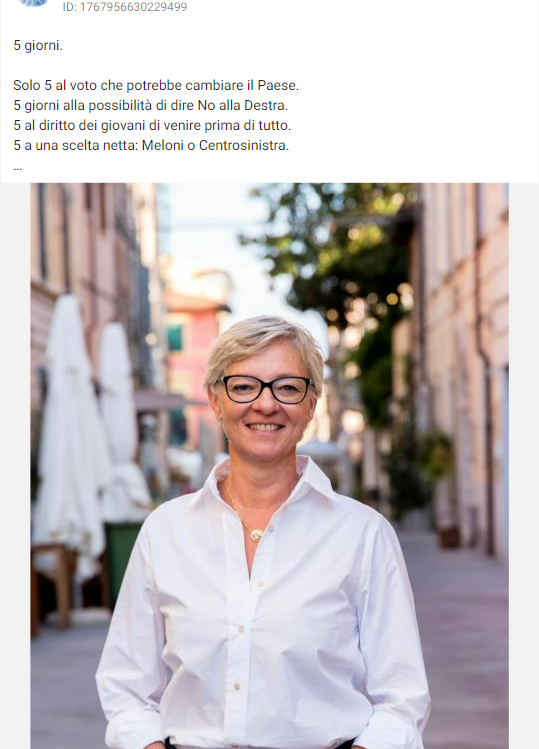 ID: 1767956630229499
5 giorni.
Solo 5 al voto che potrebbe cambiare il Paese.
5 giorni alla possibilità di dire No alla Destra.
5 al diritto dei giovani di venire prima di tutto.
5 a una scelta netta: Meloni o Centrosinistra.
...